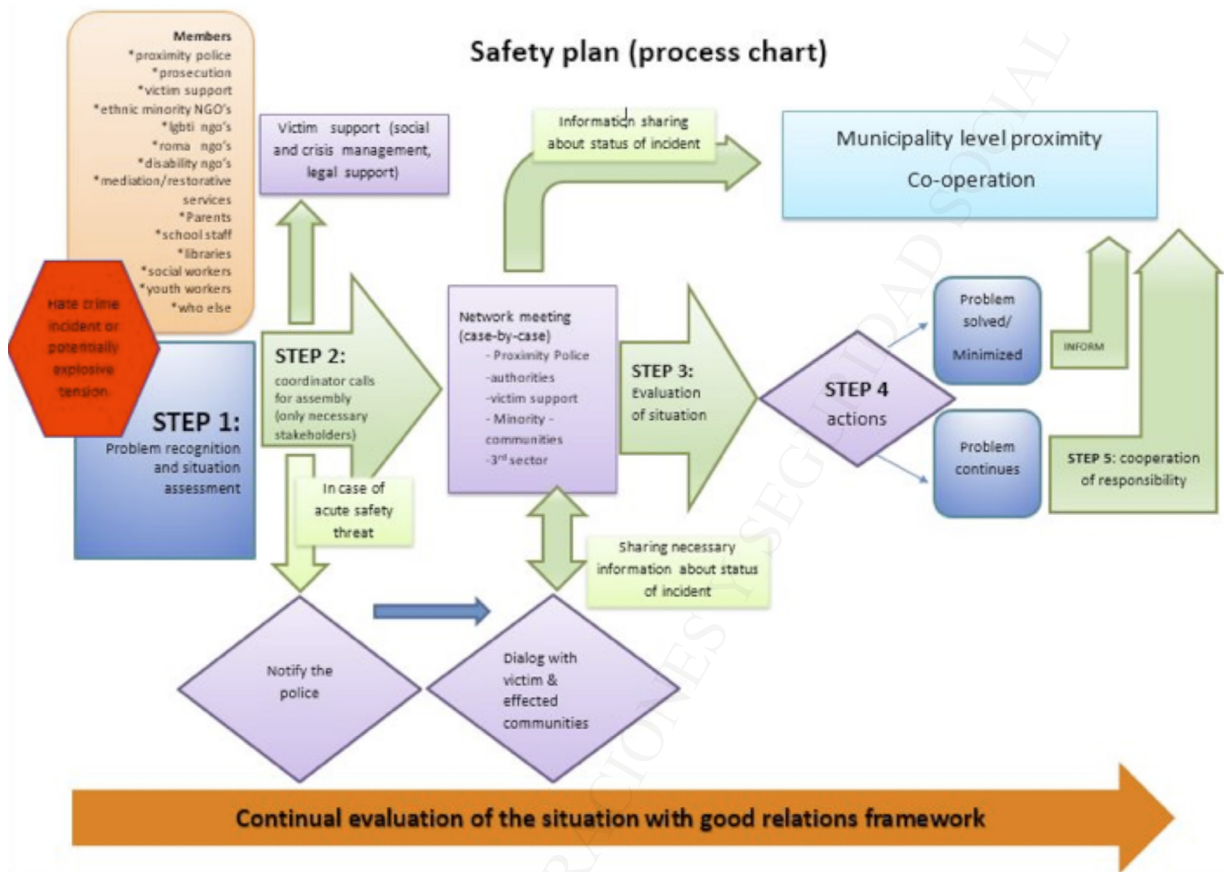 Safety plan (process chart)
Members
*proximity police
*prosecution
*victim support
*ethnic minority NGO's
*lgbti ngo's
*roma ngo's
*disability ngo's
*mediation/restorative
services
*Parents
*school staff
*libraries
*social workers
*youth workers
*who else
Hate crime
incident or
potentially
explosive
tension
STEP 1:
Problem recognition
and situation
assessment
Victim support (social
and crisis management,
legal support)
STEP 2:
coordinator calls
for assembly
(only necessary
stakeholders)
In case of
acute safety
threat
Notify the
police
Dialog with
victim &
effected
communities
Network meeting
(case-by-case)
- Proximity Police
-authorities
-victim support
- Minority -
communities
-3rd sector
Information sharing
about status of incident
Sharing necessary
information about status
of incident
Municipality level proximity
Co-operation
STEP 3:
Evaluation
of situation
STEP 4
actions
Problem
solved/
Minimized
INFORM
Problem
continues
STEP 5: cooperation
of responsibility
Continual evaluation of the situation with good relations framework
RACIONES Y SEGURIDAD SOCIAL